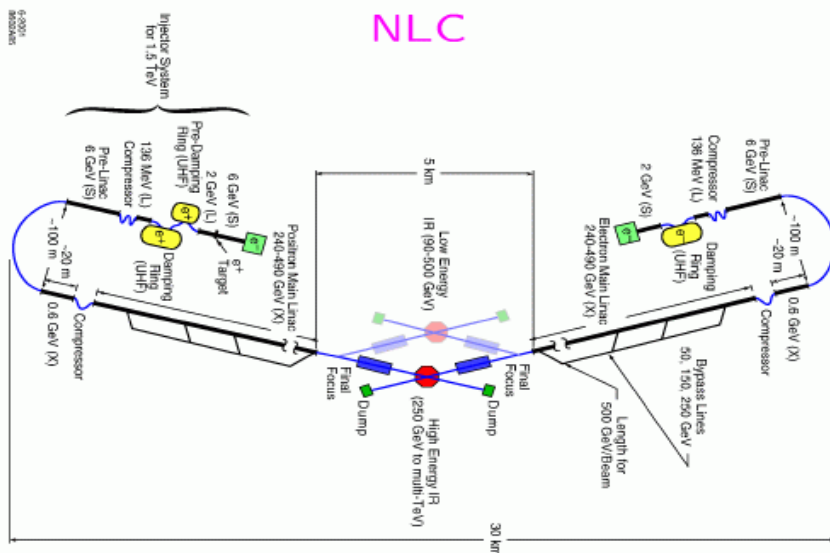 NLC
6-2001
8602A85
Injector System
for 1.5 TeV
Pre-Linac
6 GeV (S)
Compressor
136 MeV (L)
Pre-Damping
Ring (UHF)
6 GeV (S)
2 GeV (L)
e+
e+
e–
e+
Target
Damping
Ring
(UHF)
Positron Main Linac
240-490 GeV (X)
~100 m
~20 m
0.6 GeV (X)
Compressor
5 km
Low Energy
IR (90-500 GeV)
Final
Focus
Dump
High Energy IR
(250 GeV to multi-TeV)
Dump
Final
Focus
Electron Main Linac
240-490 GeV (X)
2 GeV (S)
Compressor
136 MeV (L)
Pre-Linac
6 GeV (S)
e–
e–
Damping
Ring
(UHF)
~100 m
~20 m
0.6 GeV (X)
Compressor
Bypass Lines
50, 150, 250 GeV
Length for
500 GeV/Beam
30 km